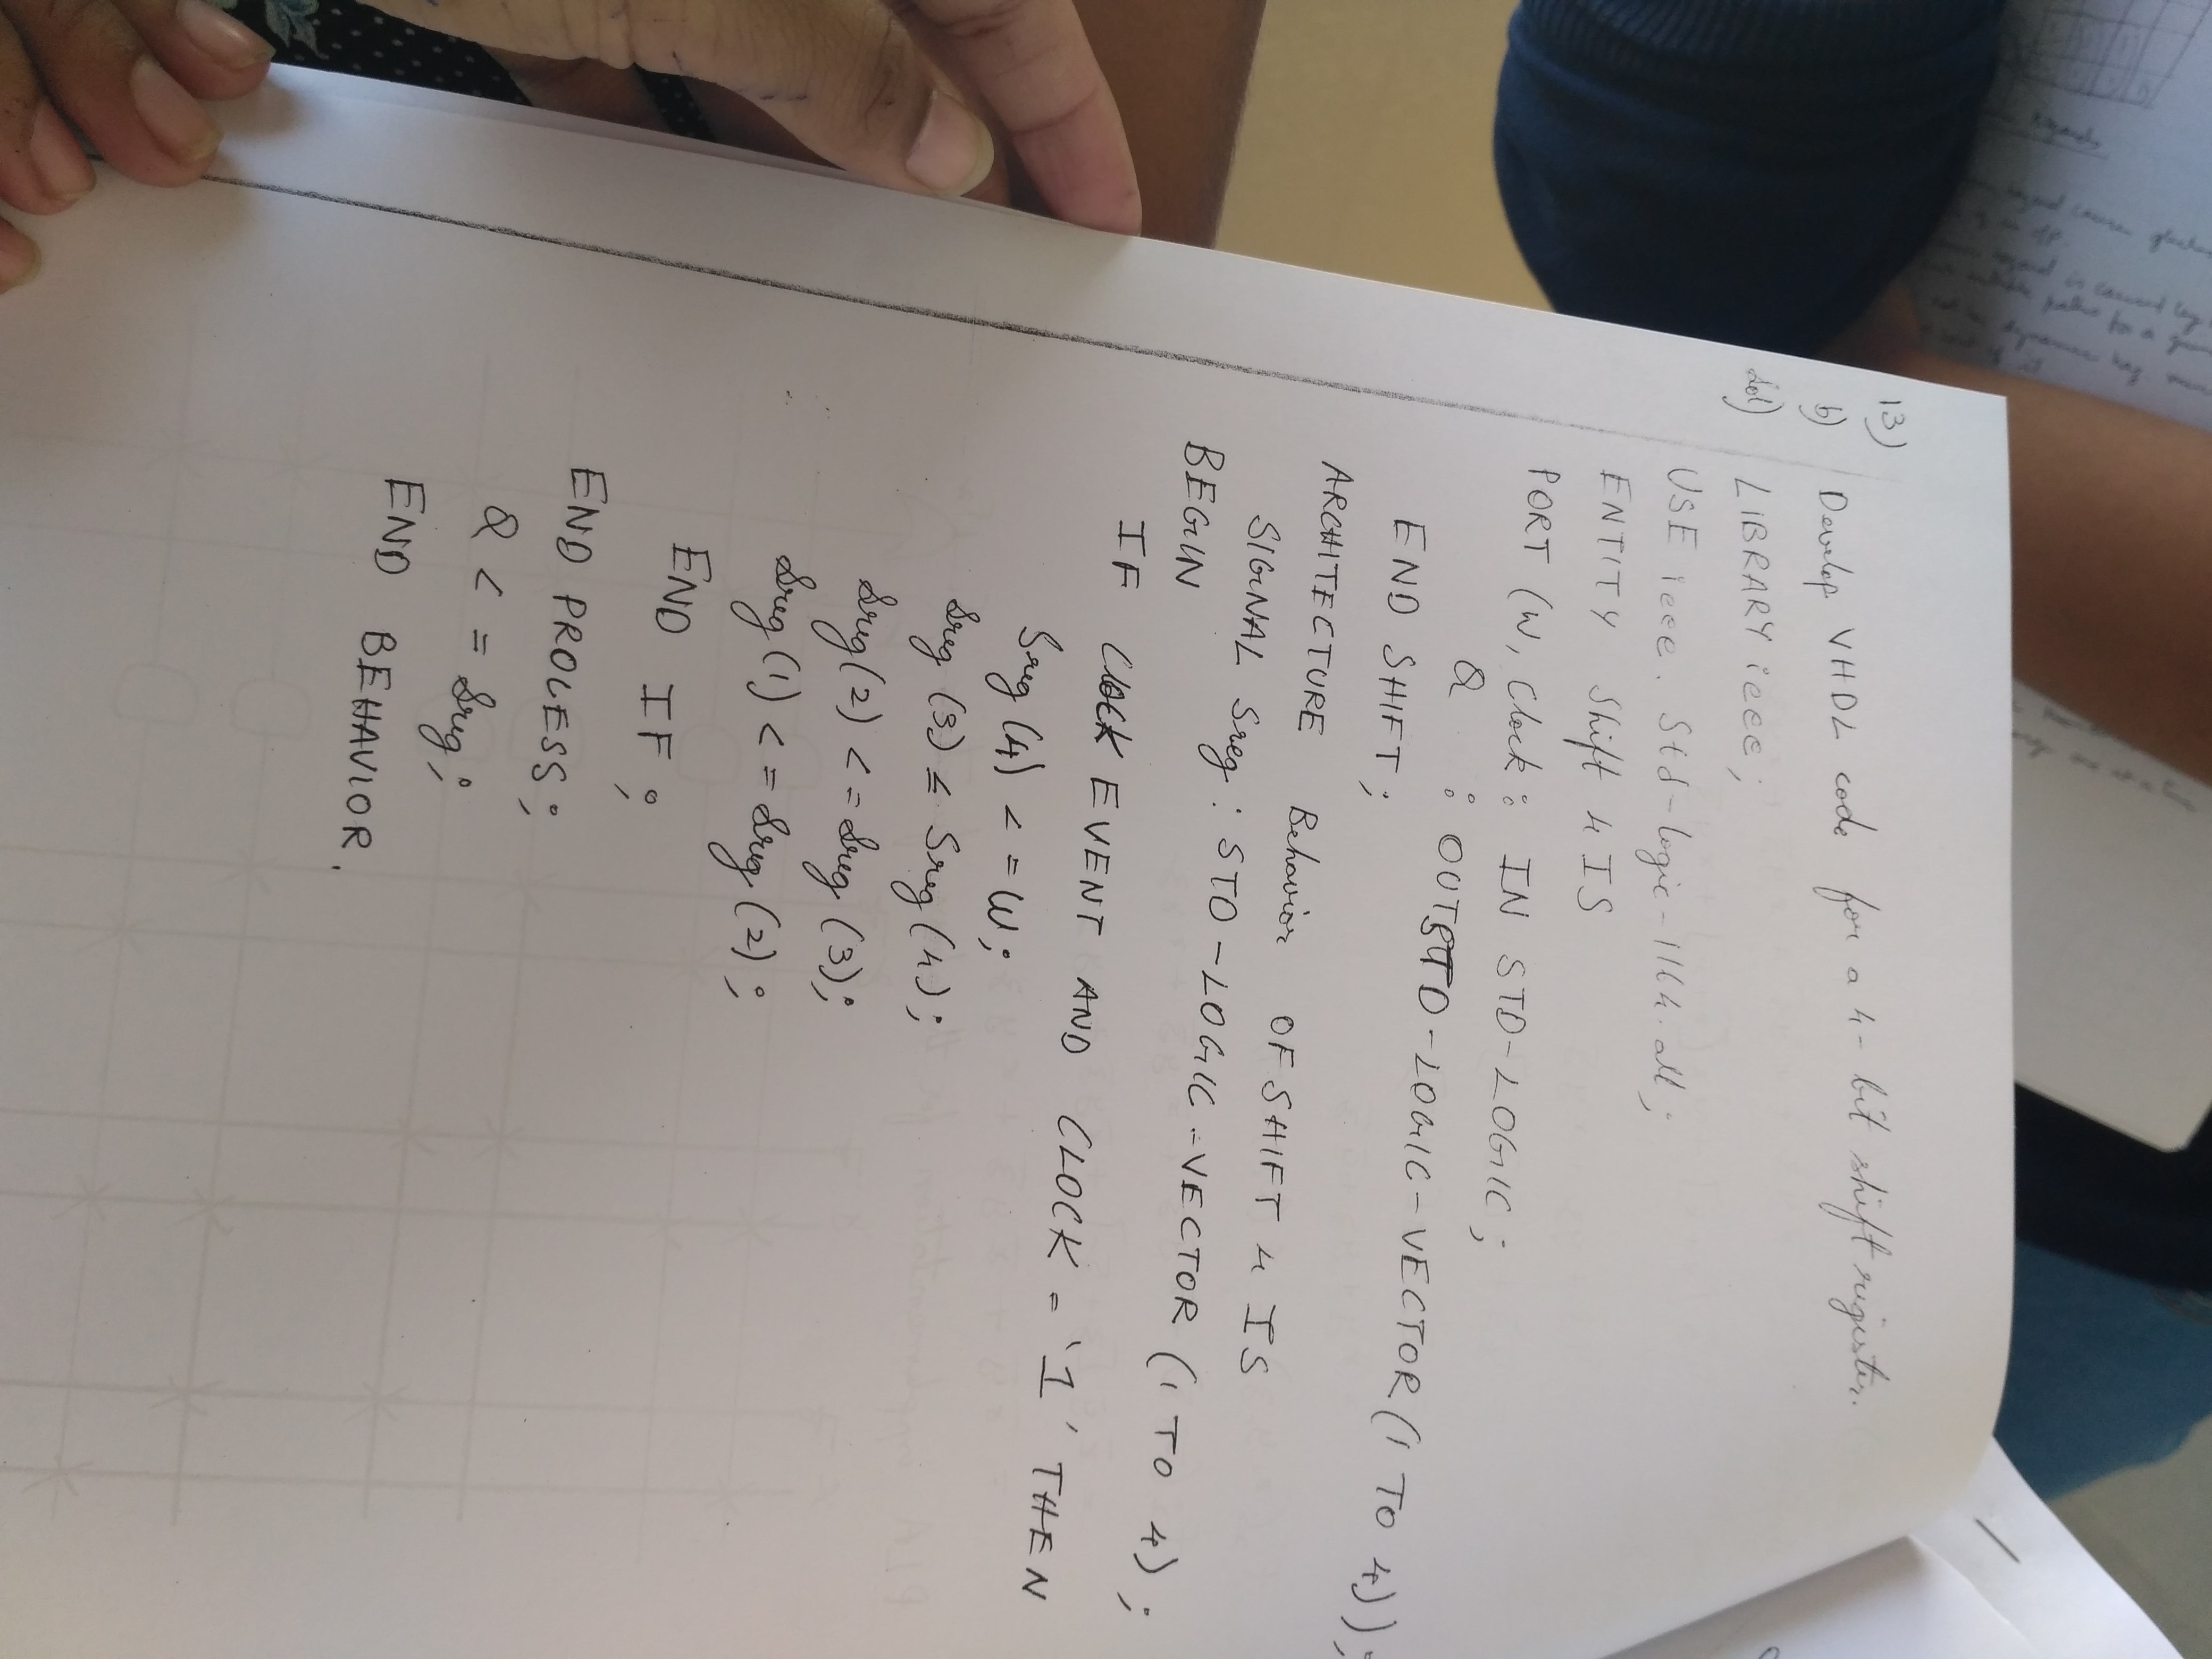 13)
b) Develop VHDL code for a 4-bit shift register.
sol) LIBRARY ieee;
USE ieee. Std-logic-1164.all;
ENTITY Shift 4 IS
PORT (W, Clock : IN STD-LOGIC;
Q : OUT STD-LOGIC-VECTOR(1 TO 4));
END SHIFT;
ARCHITECTURE Behavior OF SHIFT 4 IS
SIGNAL Sreg : STD-LOGIC-VECTOR (1 TO 4);
BEGIN
IF CLOCK EVENT AND CLOCK = '1' THEN
Sreg (4) <= W;
Sreg (3) ≤ Sreg (4);
Sreg (2) <= Sreg (3);
Sreg (1) <= Sreg (2);
END IF;
END PROCESS;
Q <= Sreg;
END BEHAVIOR.